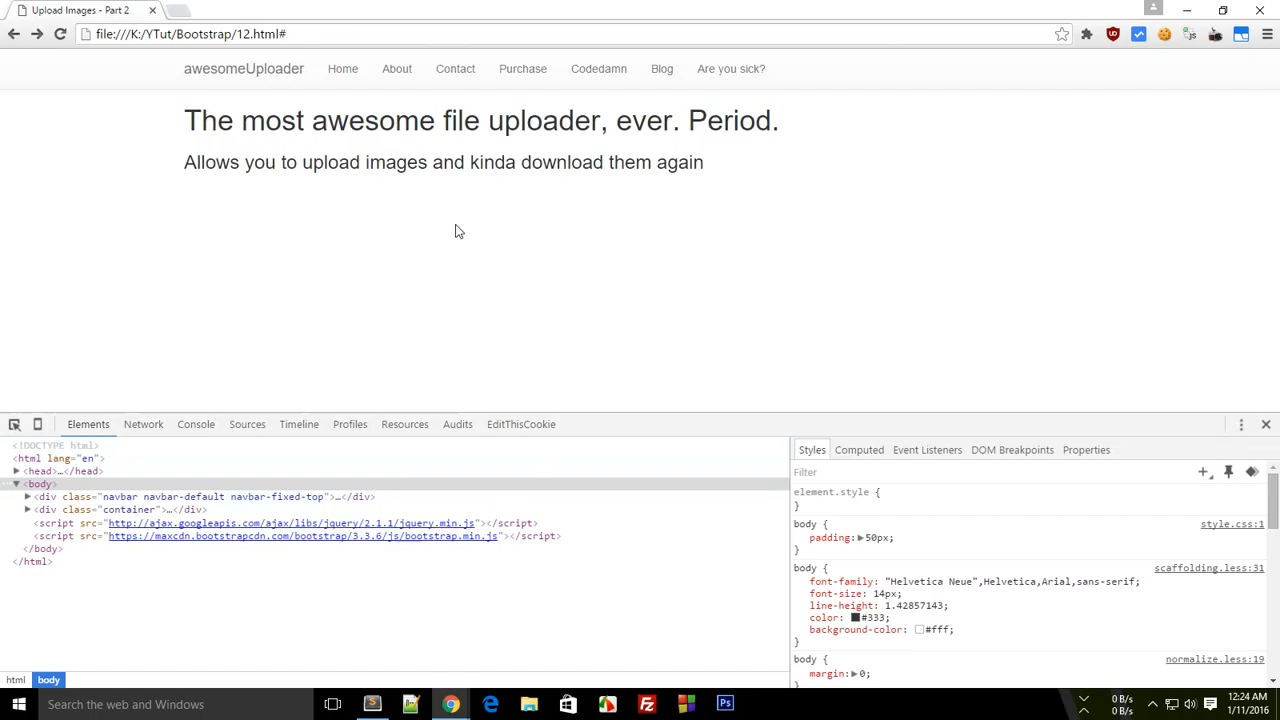 Upload Images - Part 2
file:///K:/YTut/Bootstrap/12.html#
awesomeUploader Home About Contact Purchase Codedamn Blog Are you sick?
The most awesome file uploader, ever. Period.
Allows you to upload images and kinda download them again
Elements Network Console Sources Timeline Profiles Resources Audits EditThisCookie
<!DOCTYPE html>
<html lang="en">
<head>…</head>
<body>
<div class="navbar navbar-default navbar-fixed-top">…</div>
<div class="container">…</div>
<script src="http://ajax.googleapis.com/ajax/libs/jquery/2.1.1/jquery.min.js"></script>
<script src="https://maxcdn.bootstrapcdn.com/bootstrap/3.3.6/js/bootstrap.min.js"></script>
</body>
</html>
html body
Styles Computed Event Listeners DOM Breakpoints Properties
Filter
element.style {
}
body { style.css:1
padding: 50px;
}
body { scaffolding.less:31
font-family: "Helvetica Neue",Helvetica,Arial,sans-serif;
font-size: 14px;
line-height: 1.42857143;
color: #333;
background-color: #fff;
}
body { normalize.less:19
margin: 0;
Search the web and Windows
0 B/s
0 B/s
12:24 AM
1/11/2016